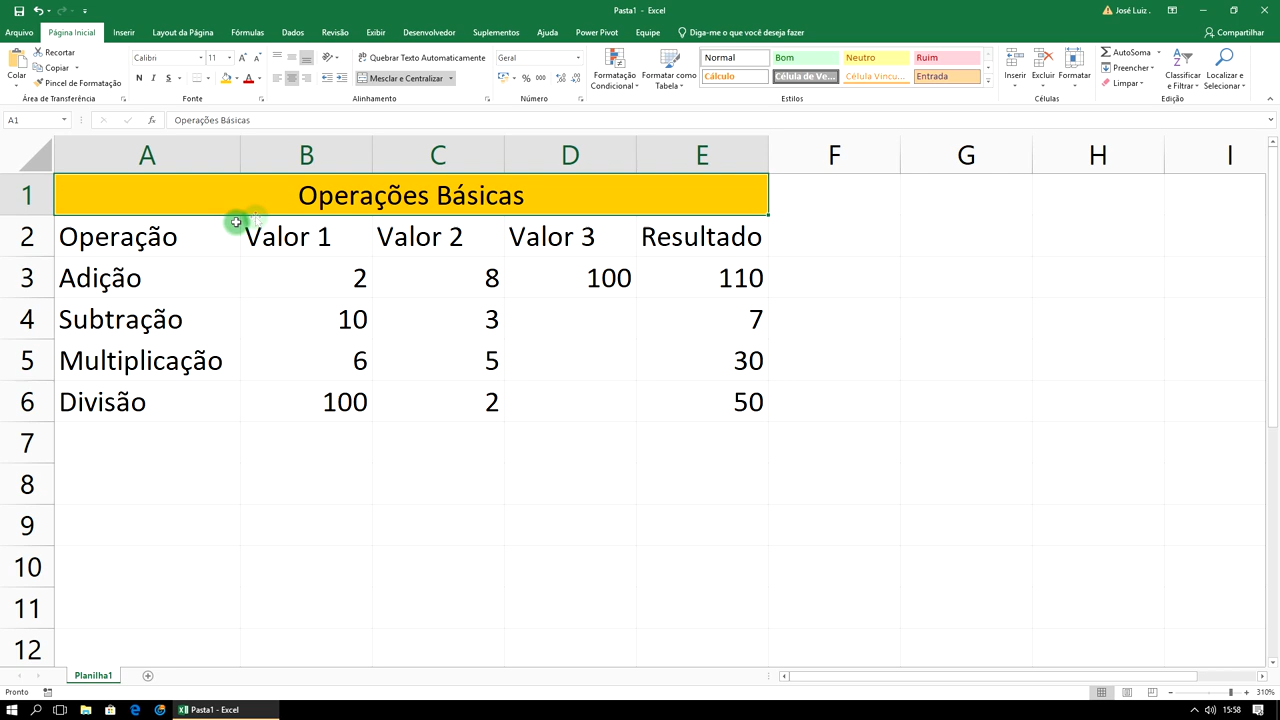 Pasta1 - Excel
José Luiz .
Arquivo Página Inicial Inserir Layout da Página Fórmulas Dados Revisão Exibir Desenvolvedor Suplementos Ajuda Power Pivot Equipe Diga-me o que você deseja fazer Compartilhar
Colar
Recortar
Copiar
Pincel de Formatação
Área de Transferência
Calibri 11
N I S
Fonte
Quebrar Texto Automaticamente
Mesclar e Centralizar
Alinhamento
Geral
% 000
Número
Formatação Condicional
Formatar como Tabela
Normal Bom Neutro Ruim
Cálculo Célula de Ve... Célula Vincu... Entrada
Estilos
Inserir Excluir Formatar
Células
AutoSoma
Preencher
Limpar
Classificar e Filtrar
Localizar e Selecionar
Edição
A1 fx Operações Básicas
A B C D E F G H I
1 Operações Básicas
2 Operação Valor 1 Valor 2 Valor 3 Resultado
3 Adição 2 8 100 110
4 Subtração 10 3 7
5 Multiplicação 6 5 30
6 Divisão 100 2 50
7
8
9
10
11
12
Planilha1
Pronto 310%
Pasta1 - Excel 15:58